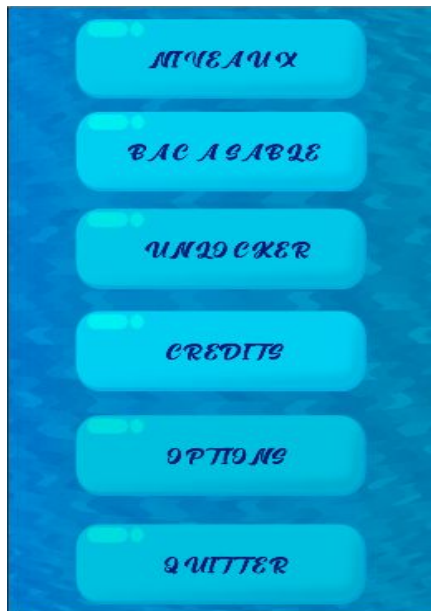 NIVEAUX
BAC A SABLE
UNLOCKER
CREDITS
OPTIONS
QUITTER